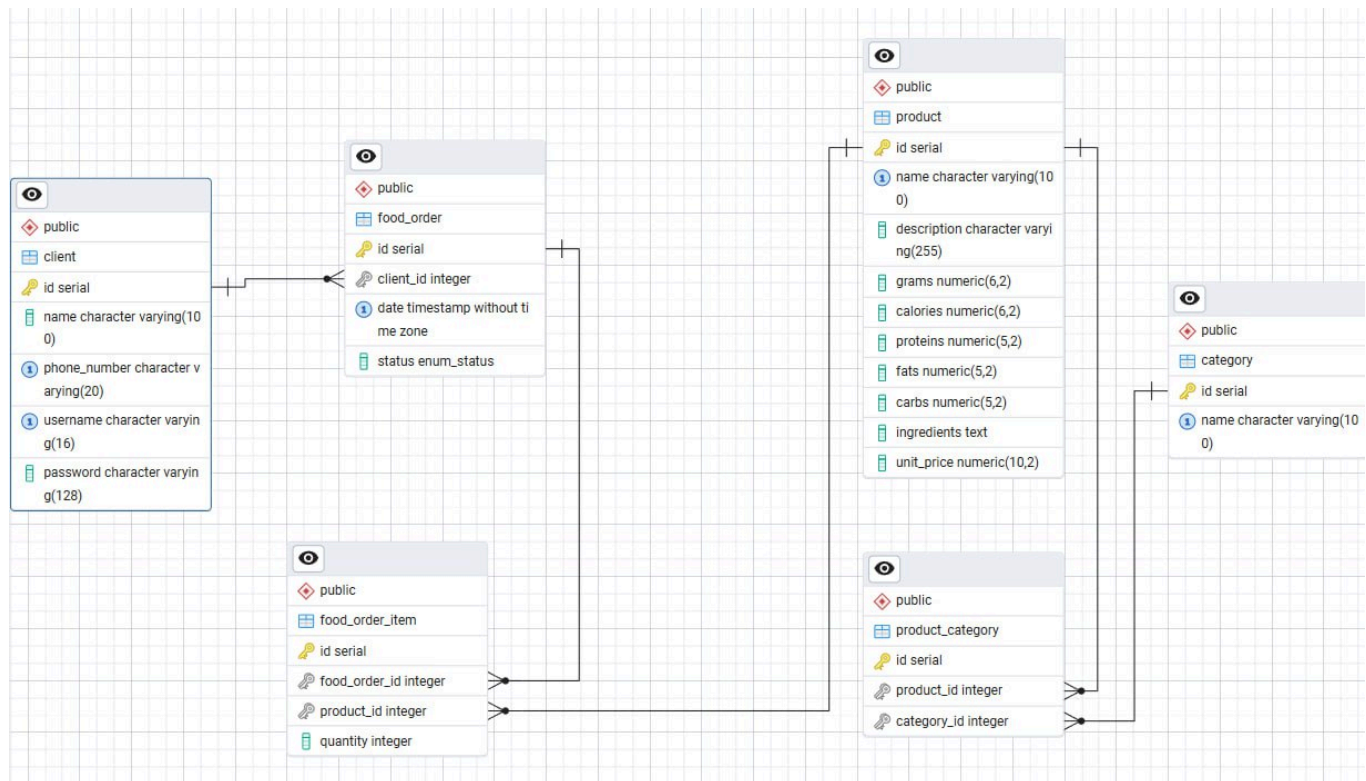 public
client
id serial
name character varying(10
0)
phone_number character v
arying(20)
1
username character varyin
g(16)
1
password character varyin
g(128)
public
food_order
id serial
client_id integer
date timestamp without ti
me zone
1
status enum_status
public
food_order_item
id serial
food_order_id integer
product_id integer
quantity integer
public
product
id serial
name character varying(10
0)
1
description character varyi
ng(255)
grams numeric(6,2)
calories numeric(6,2)
proteins numeric(5,2)
fats numeric(5,2)
carbs numeric(5,2)
ingredients text
unit_price numeric(10,2)
public
product_category
id serial
product_id integer
category_id integer
public
category
id serial
name character varying(10
0)
1